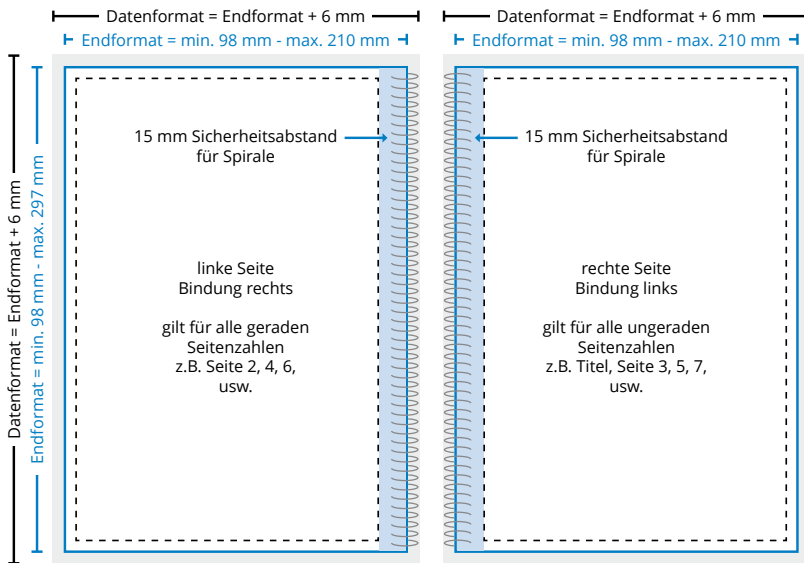 Datenformat = Endformat + 6 mm
Endformat = min. 98 mm - max. 210 mm
Datenformat = Endformat + 6 mm
Endformat = min. 98 mm - max. 297 mm
15 mm Sicherheitsabstand
für Spirale
linke Seite
Bindung rechts
gilt für alle geraden
Seitenzahlen
z.B. Seite 2, 4, 6,
usw.
Datenformat = Endformat + 6 mm
Endformat = min. 98 mm - max. 210 mm
15 mm Sicherheitsabstand
für Spirale
rechte Seite
Bindung links
gilt für alle ungeraden
Seitenzahlen
z.B. Titel, Seite 3, 5, 7,
usw.